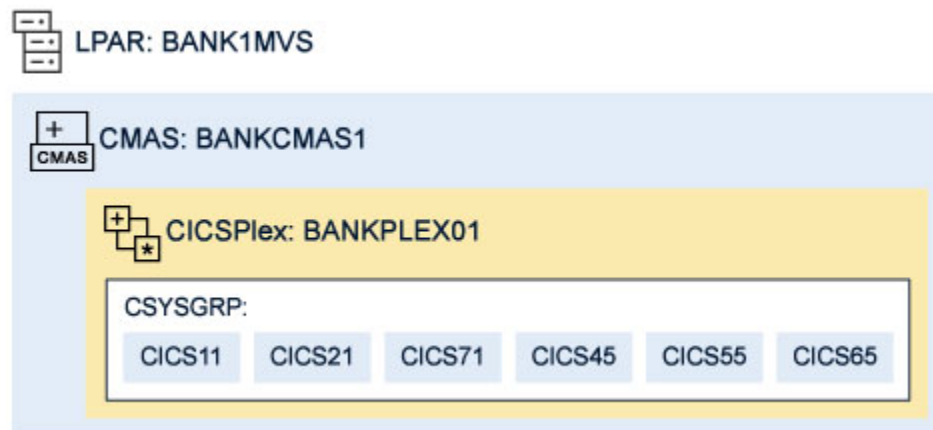 LPAR: BANK1MVS
CMAS: BANKCMAS1
CMAS
CICSPlex: BANKPLEX01
CSYSGRP:
CICS11 CICS21 CICS71 CICS45 CICS55 CICS65